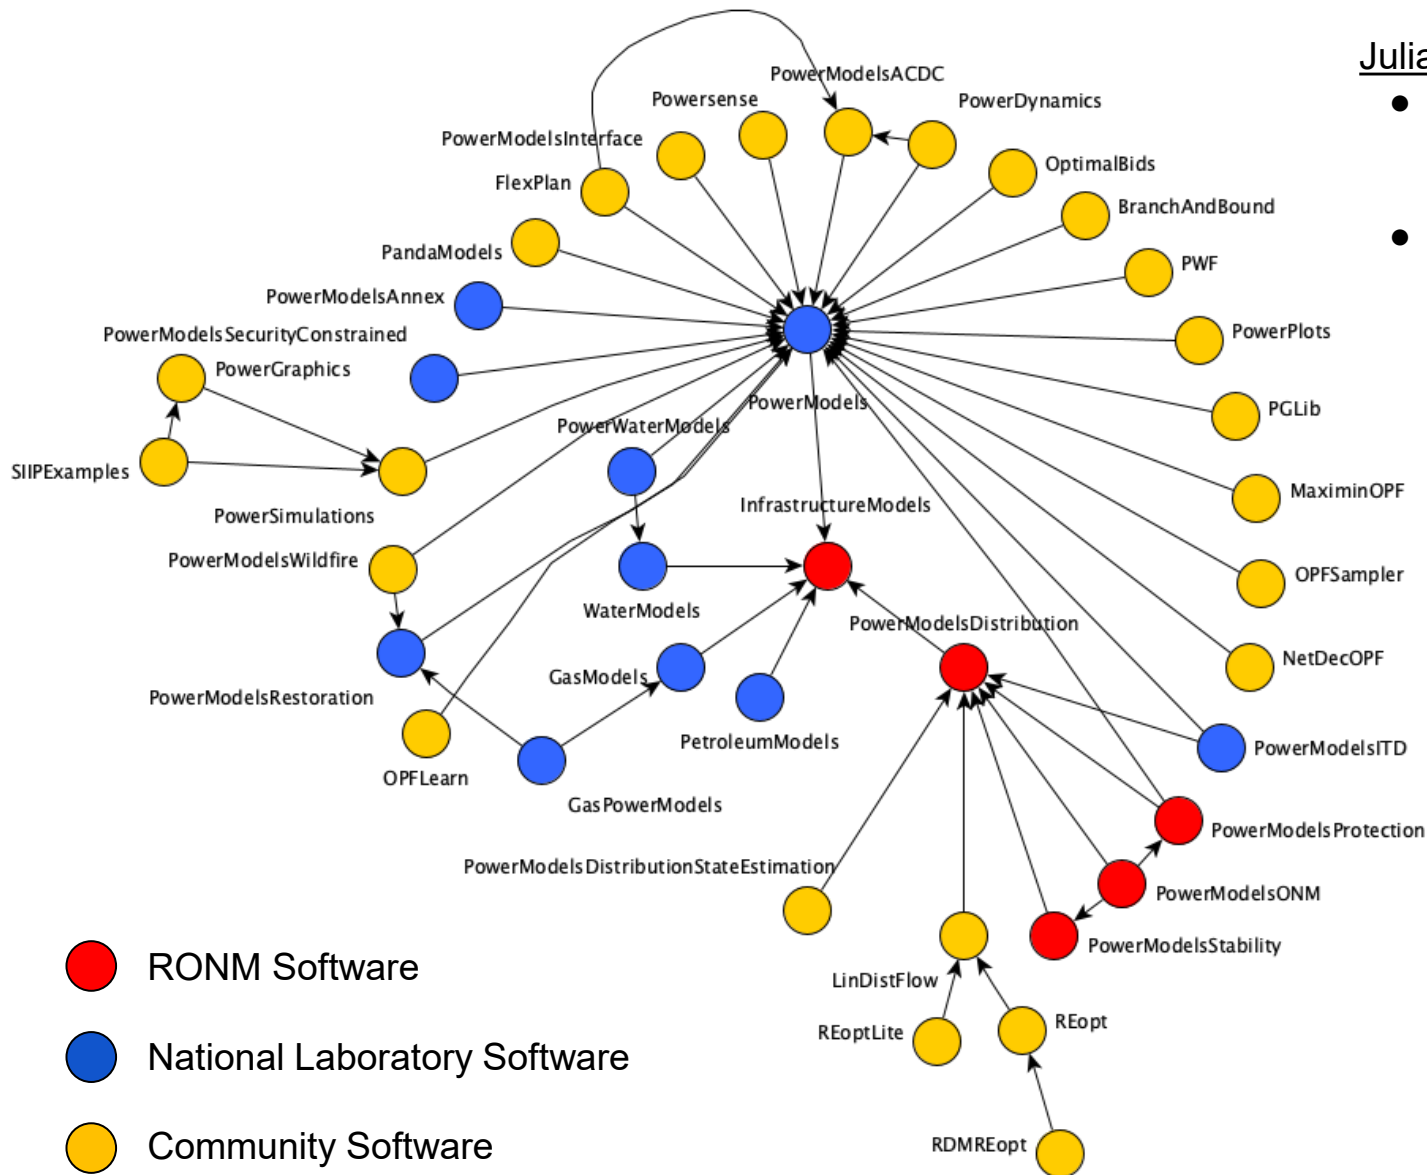 Julia
PowerModelsACDC
Powersense
PowerDynamics
PowerModelsInterface
OptimalBids
FlexPlan
BranchAndBound
PandaModels
PWF
PowerModelsAnnex
PowerModelsSecurityConstrained
PowerPlots
PowerGraphics
PowerModels
PGLib
PowerWaterModels
SIIPExamples
MaximinOPF
InfrastructureModels
PowerSimulations
PowerModelsWildfire
OPFSampler
WaterModels
PowerModelsDistribution
NetDecOPF
GasModels
PowerModelsRestoration
PetroleumModels
PowerModelsITD
OPFLearn
GasPowerModels
PowerModelsProtection
PowerModelsDistributionStateEstimation
PowerModelsONM
PowerModelsStability
RONM Software
LinDistFlow
REopt
REoptLite
National Laboratory Software
RDMREopt
Community Software